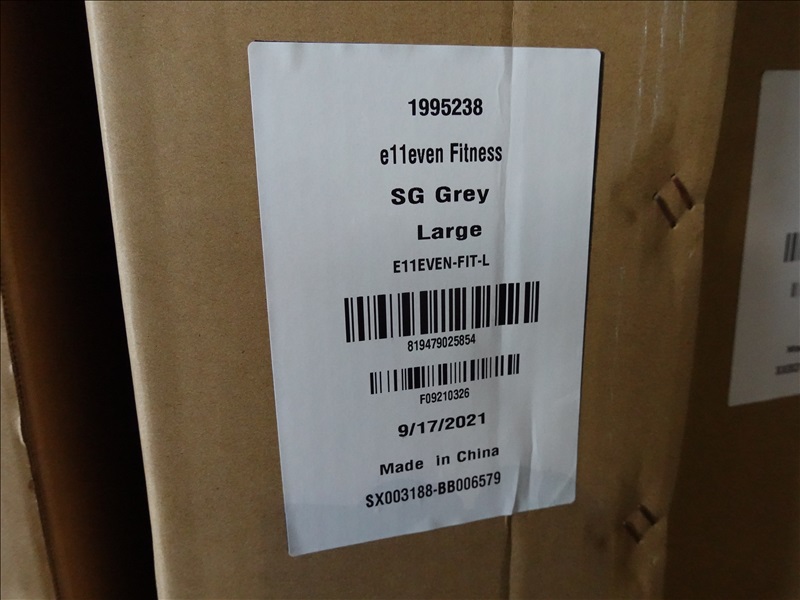 1995238
e11even Fitness
SG Grey
Large
E11EVEN-FIT-L
819479025854
F09210326
9/17/2021
Made in China
SX003188-BB006579